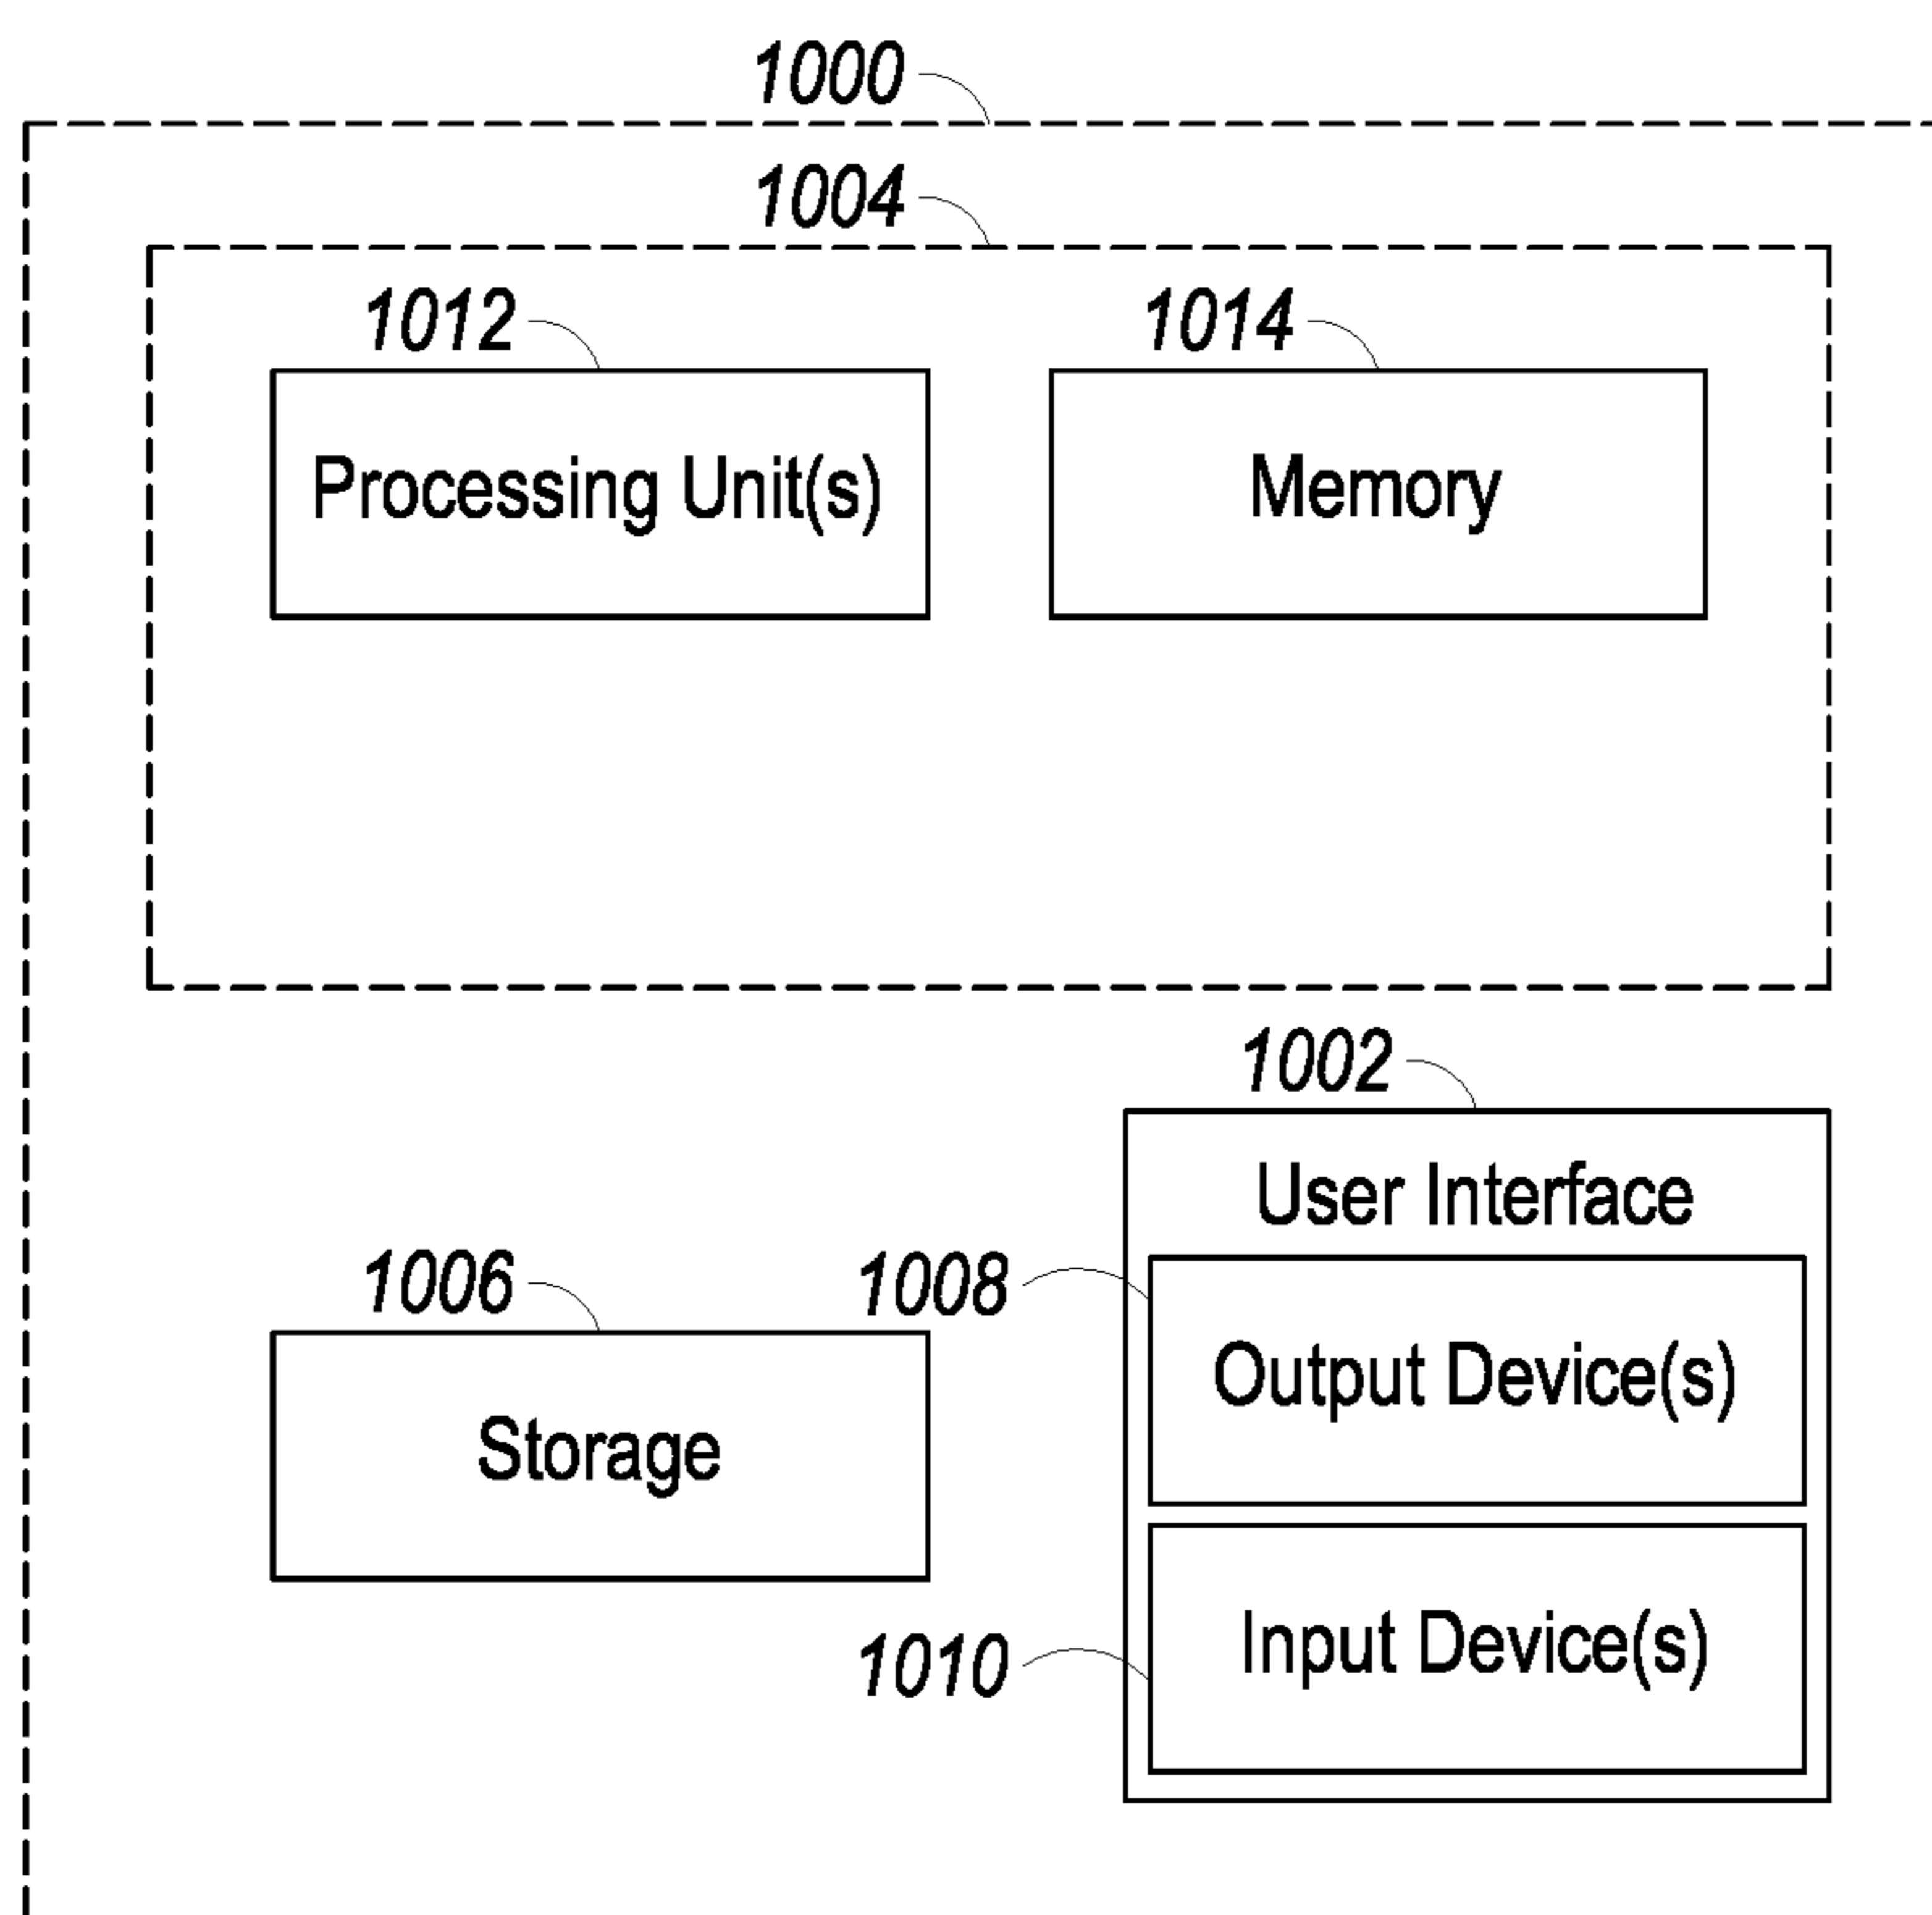 1000
1004
1012
1014
Processing Unit(s)
Memory
1002
User Interface
1006
1008
Output Device(s)
Storage
1010
Input Device(s)